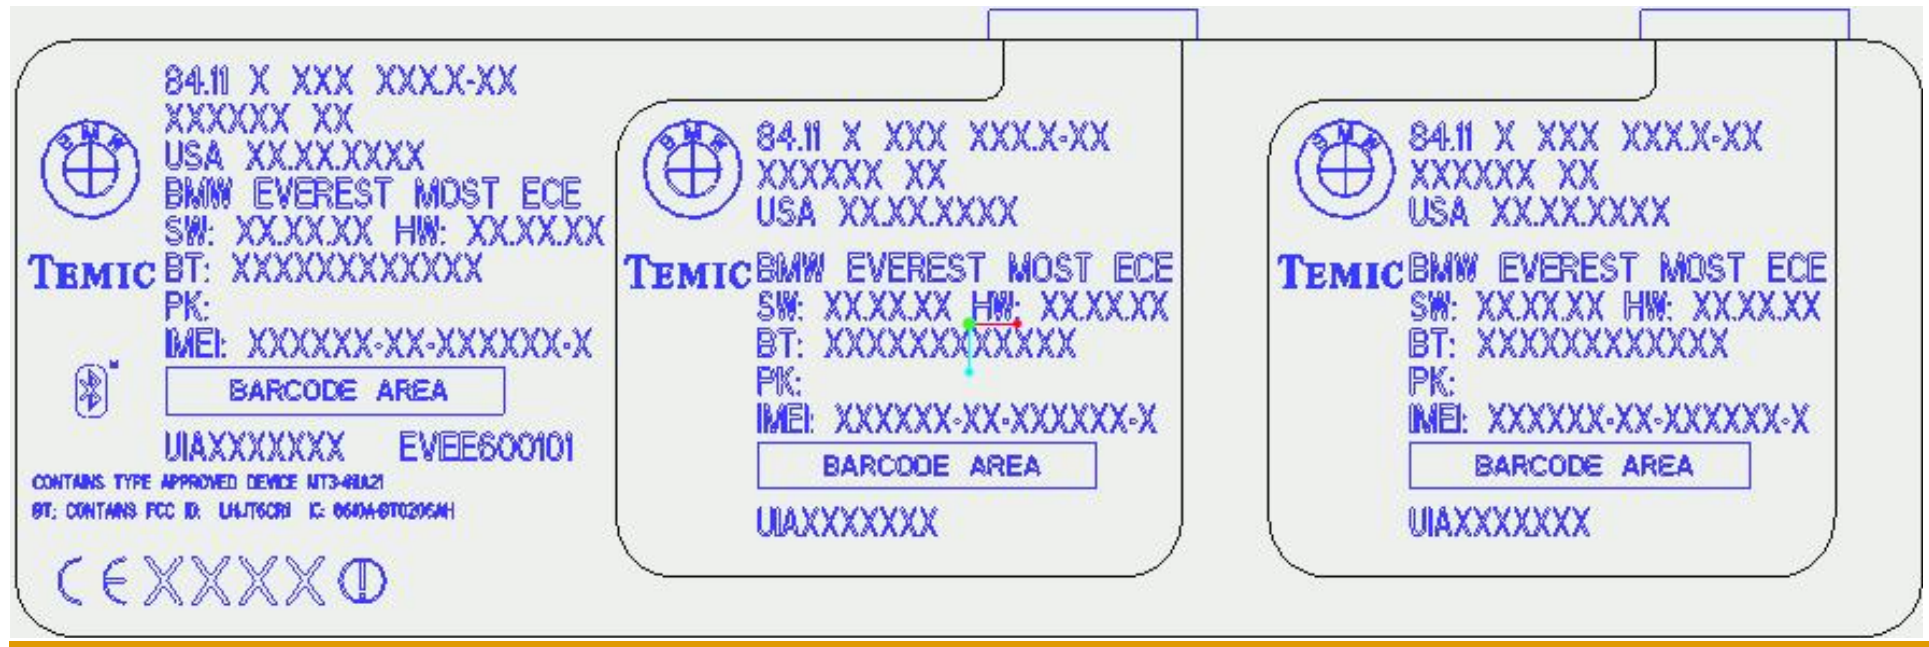 84.11 X XXX XXX.X-XX
XXXXXX XX
USA XX.XX.XXXX
BMW EVEREST MOST ECE
SW: XX.XX.XX HW: XX.XX.XX
BT: XXXXXXXXXXXX
PK:
IMEI: XXXXXX-XX-XXXXXX-X
BMW
TEMIC
BARCODE AREA
UIAXXXXXXX EVEE600101
CONTAINS TYPE APPROVED DEVICE
BT: CONTAINS FCC ID: IC:
CE XXXX
BMW
84.11 X XXX XXX.X-XX
XXXXXX XX
USA XX.XX.XXXX
TEMIC
BMW EVEREST MOST ECE
SW: XX.XX.XX HW: XX.XX.XX
BT: XXXXXXXXXXXX
PK:
IMEI: XXXXXX-XX-XXXXXX-X
BARCODE AREA
UIAXXXXXXX
BMW
84.11 X XXX XXX.X-XX
XXXXXX XX
USA XX.XX.XXXX
TEMIC
BMW EVEREST MOST ECE
SW: XX.XX.XX HW: XX.XX.XX
BT: XXXXXXXXXXXX
PK:
IMEI: XXXXXX-XX-XXXXXX-X
BARCODE AREA
UIAXXXXXXX